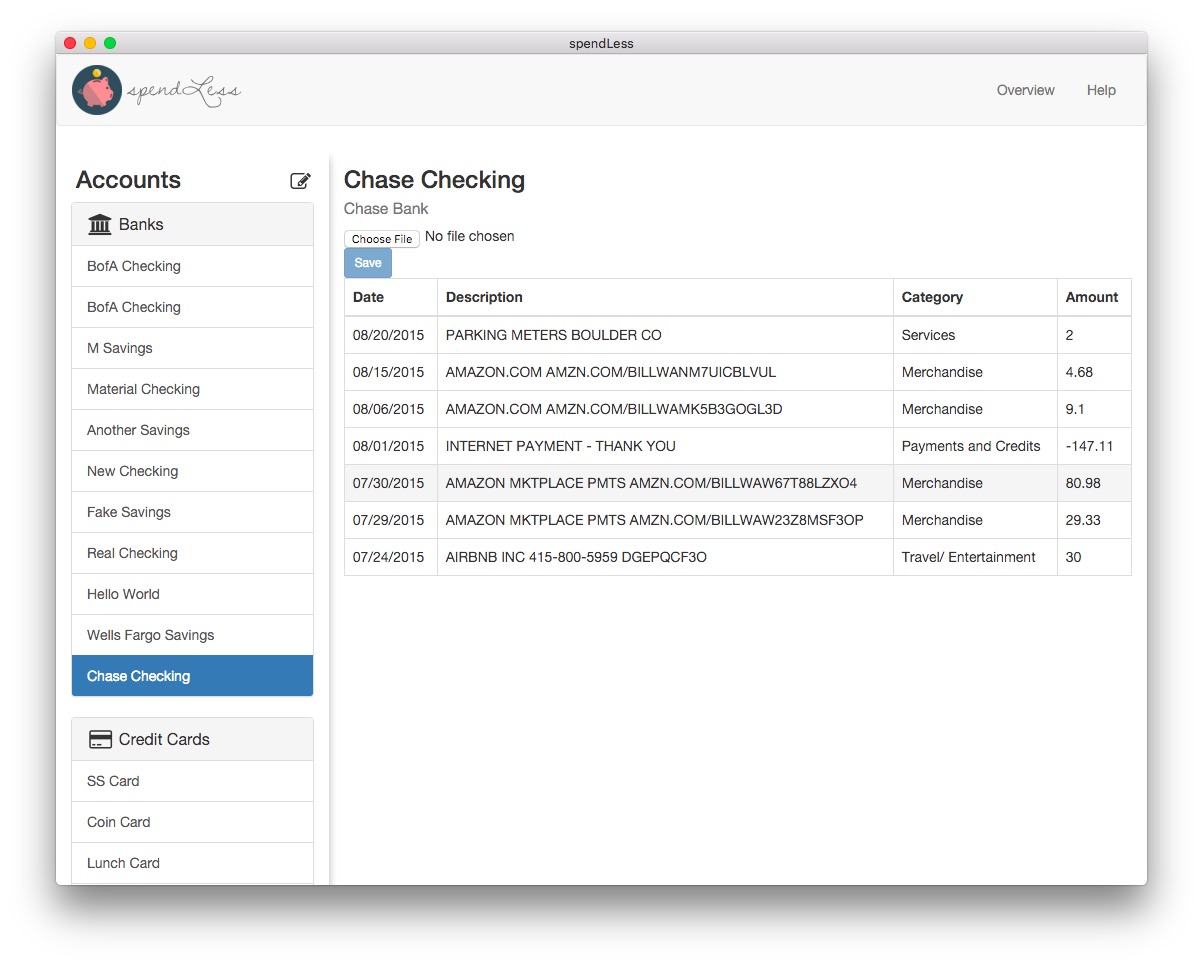 spendLess
spendLess
Overview Help
Accounts
Banks
BofA Checking
BofA Checking
M Savings
Material Checking
Another Savings
New Checking
Fake Savings
Real Checking
Hello World
Wells Fargo Savings
Chase Checking
Credit Cards
SS Card
Coin Card
Lunch Card
Chase Checking
Chase Bank
Choose File No file chosen
Save
Date Description Category Amount
08/20/2015 PARKING METERS BOULDER CO Services 2
08/15/2015 AMAZON.COM AMZN.COM/BILLWANM7UICBLVUL Merchandise 4.68
08/06/2015 AMAZON.COM AMZN.COM/BILLWAMK5B3GOGL3D Merchandise 9.1
08/01/2015 INTERNET PAYMENT - THANK YOU Payments and Credits -147.11
07/30/2015 AMAZON MKTPLACE PMTS AMZN.COM/BILLWAW67T88LZXO4 Merchandise 80.98
07/29/2015 AMAZON MKTPLACE PMTS AMZN.COM/BILLWAW23Z8MSF3OP Merchandise 29.33
07/24/2015 AIRBNB INC 415-800-5959 DGEPQCF3O Travel/ Entertainment 30